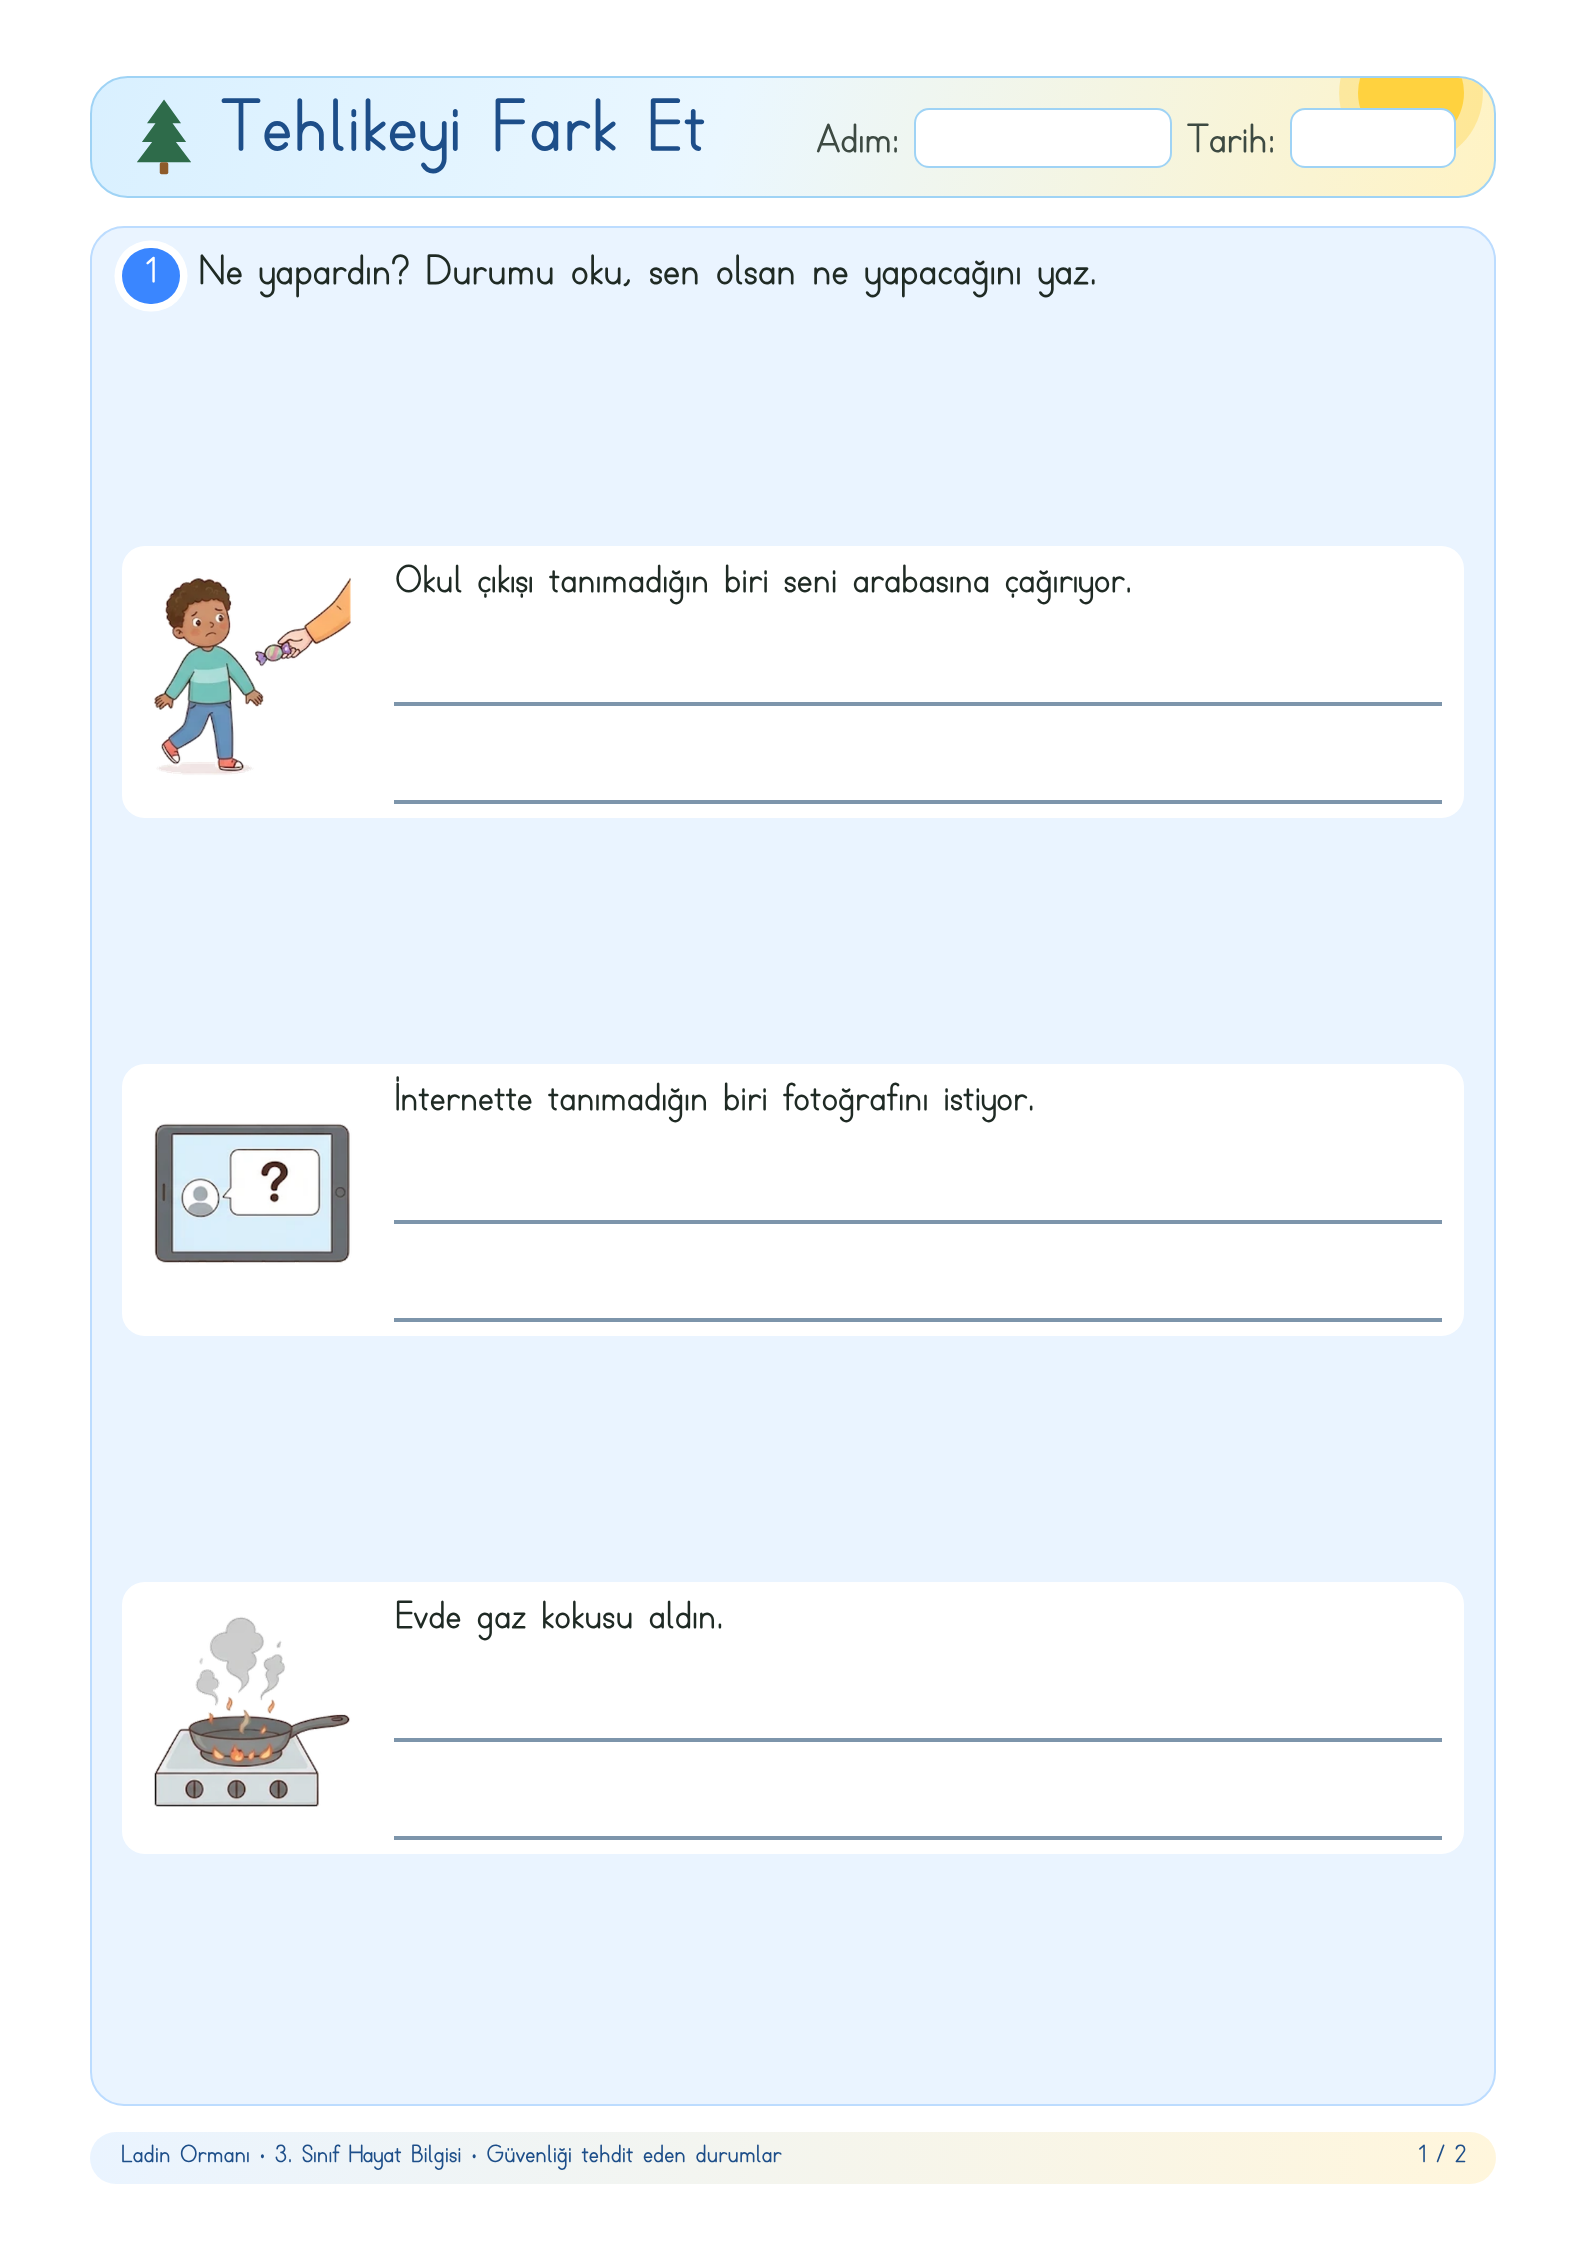 Tehlikeyi Fark Et
Adım:
Tarih:
1 Ne yapardın? Durumu oku, sen olsan ne yapacağını yaz.
Okul çıkışı tanımadığın biri seni arabasına çağırıyor.
İnternette tanımadığın biri fotoğrafını istiyor.
?
Evde gaz kokusu aldın.
Ladin Ormanı • 3. Sınıf Hayat Bilgisi • Güvenliği tehdit eden durumlar
1 / 2